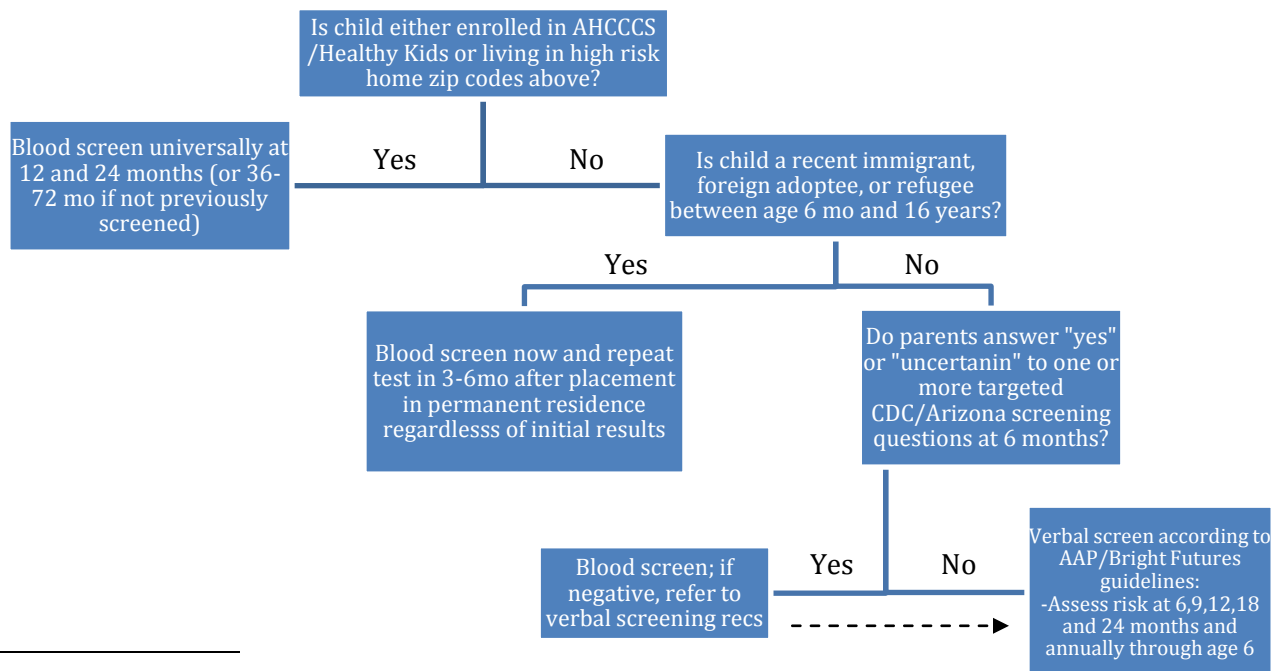 Is child either enrolled in AHCCCS
/Healthy Kids or living in high risk
home zip codes above?
Blood screen universally at
12 and 24 months (or 36-
72 mo if not previously
screened)
Yes
No
Is child a recent immigrant,
foreign adoptee, or refugee
between age 6 mo and 16 years?
Yes
No
Blood screen now and repeat
test in 3-6mo after placement
in permanent residence
regardlesss of initial results
Do parents answer "yes"
or "uncertanin" to one or
more targeted
CDC/Arizona screening
questions at 6 months?
Blood screen; if
negative, refer to
verbal screening recs
Yes
No
Verbal screen according to
AAP/Bright Futures
guidelines:
-Assess risk at 6,9,12,18
and 24 months and
annually through age 6